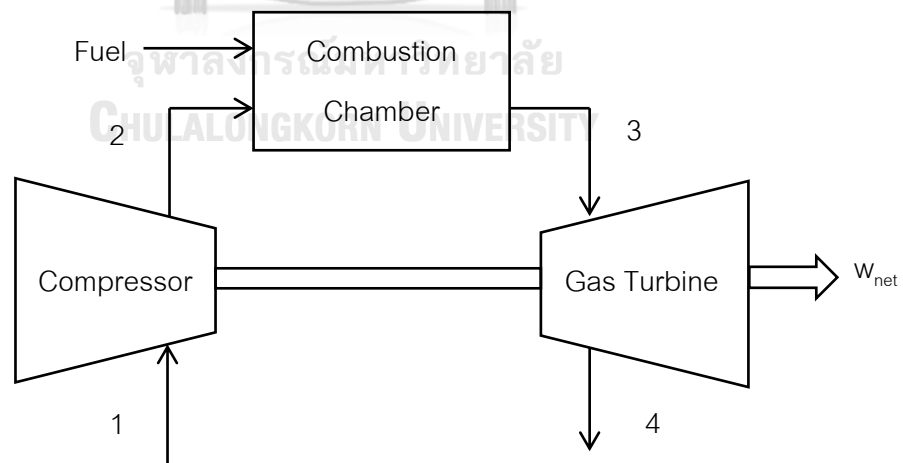 Fuel
Combustion
Chamber
จุฬาลงกรณ์มหาวิทยาลัย
CHULALONGKORN UNIVERSITY
2
3
Compressor
Gas Turbine
wnet
1
4